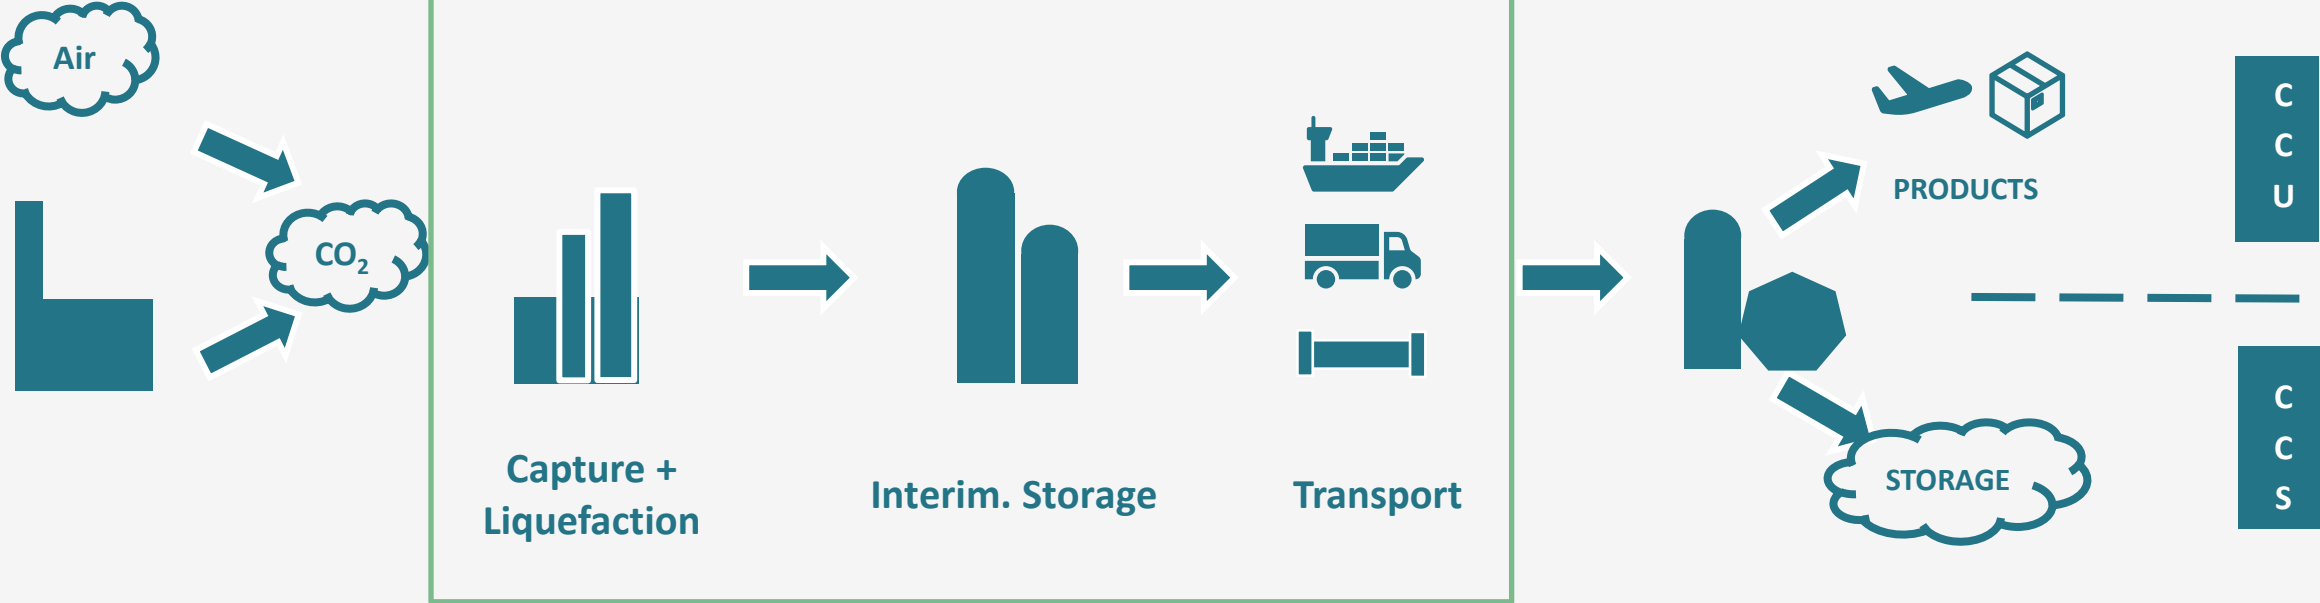 Air
CO₂
Capture +
Liquefaction
Interim. Storage
Transport
PRODUCTS
STORAGE
C
C
U
C
C
S